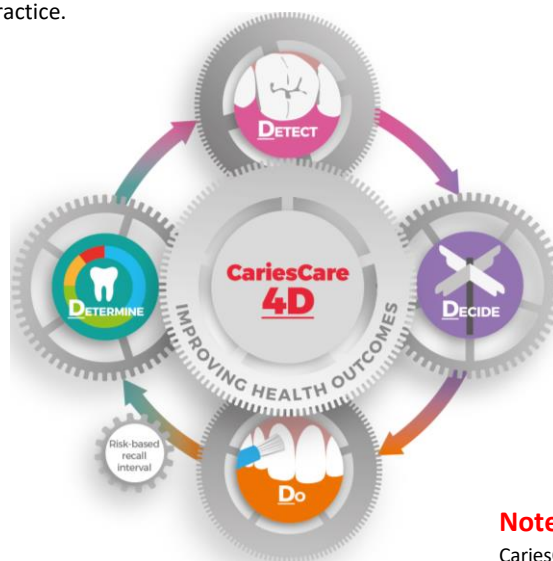 ractice.
DETECT
CariesCare
4D
DETERMINE
DECIDE
IMPROVING HEALTH OUTCOMES
Risk-based
recall
interval
DO
Note
Caries